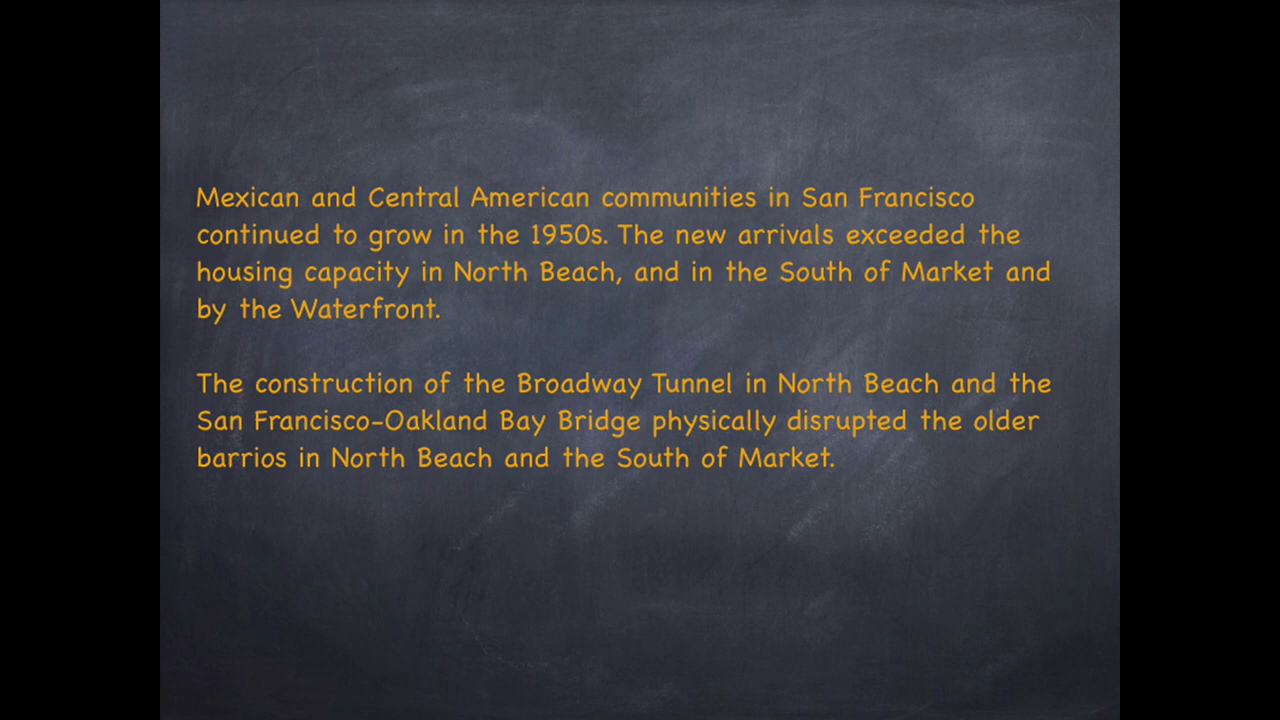 Mexican and Central American communities in San Francisco
continued to grow in the 1950s. The new arrivals exceeded the
housing capacity in North Beach, and in the South of Market and
by the Waterfront.
The construction of the Broadway Tunnel in North Beach and the
San Francisco-Oakland Bay Bridge physically disrupted the older
barrios in North Beach and the South of Market.